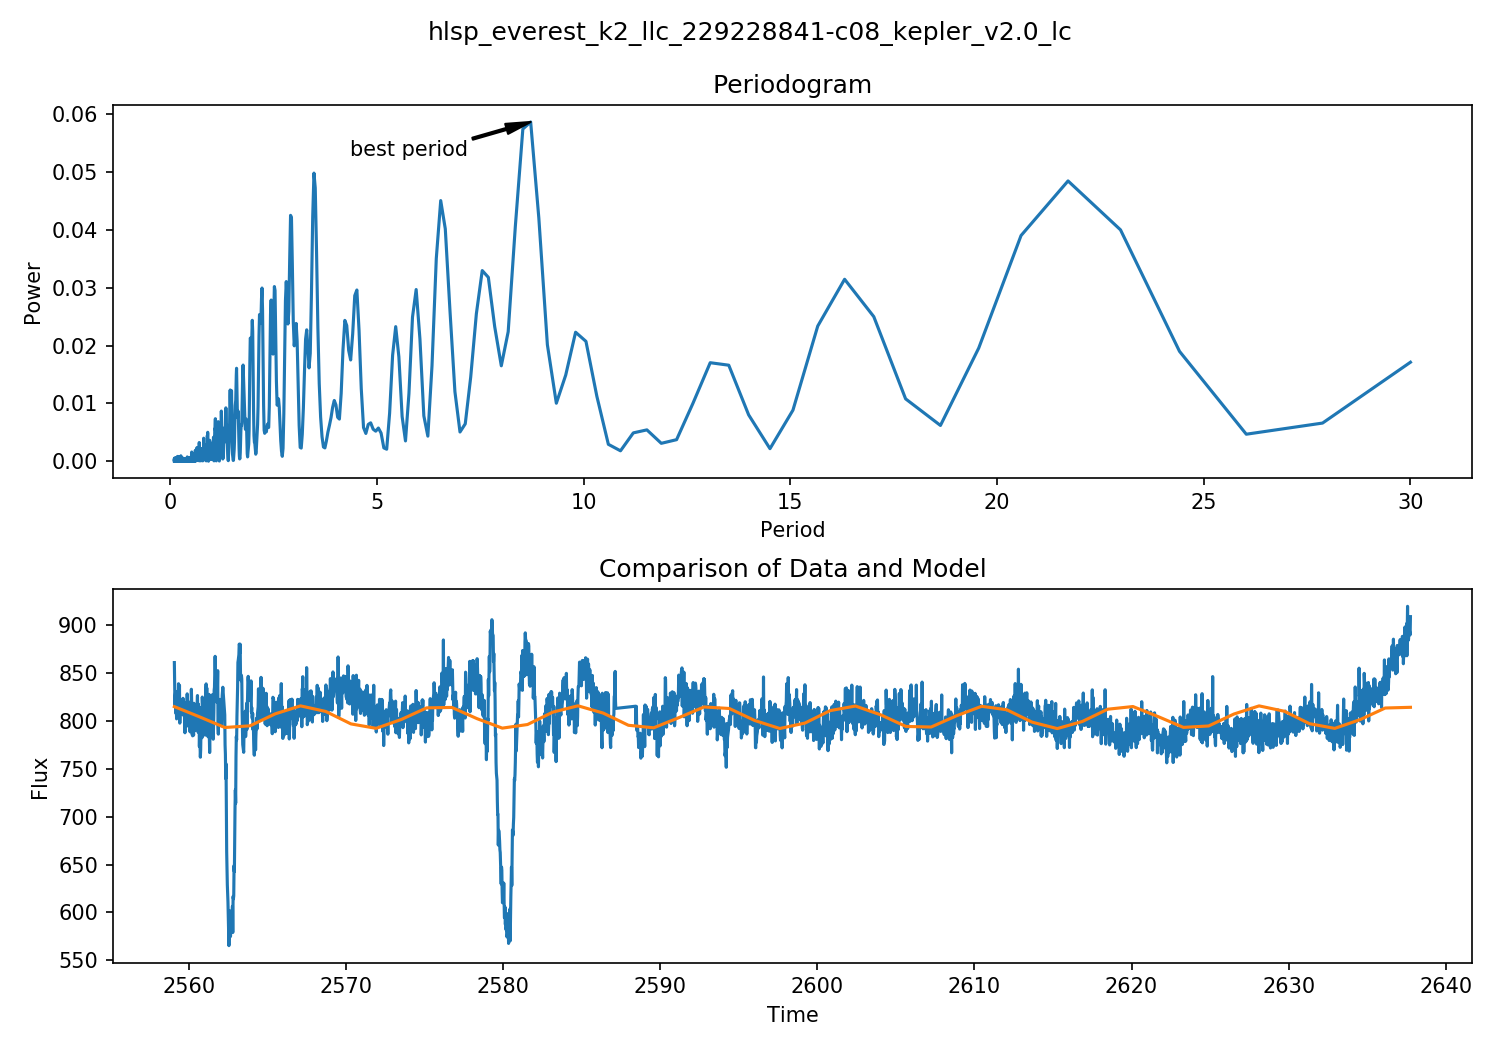 hlsp_everest_k2_llc_229228841-c08_kepler_v2.0_lc
Periodogram
0.06
0.05
0.04
0.03
0.02
0.01
0.00
Power
best period
0 5 10 15 20 25 30
Period
Comparison of Data and Model
900
850
800
750
700
650
600
550
Flux
2560 2570 2580 2590 2600 2610 2620 2630 2640
Time